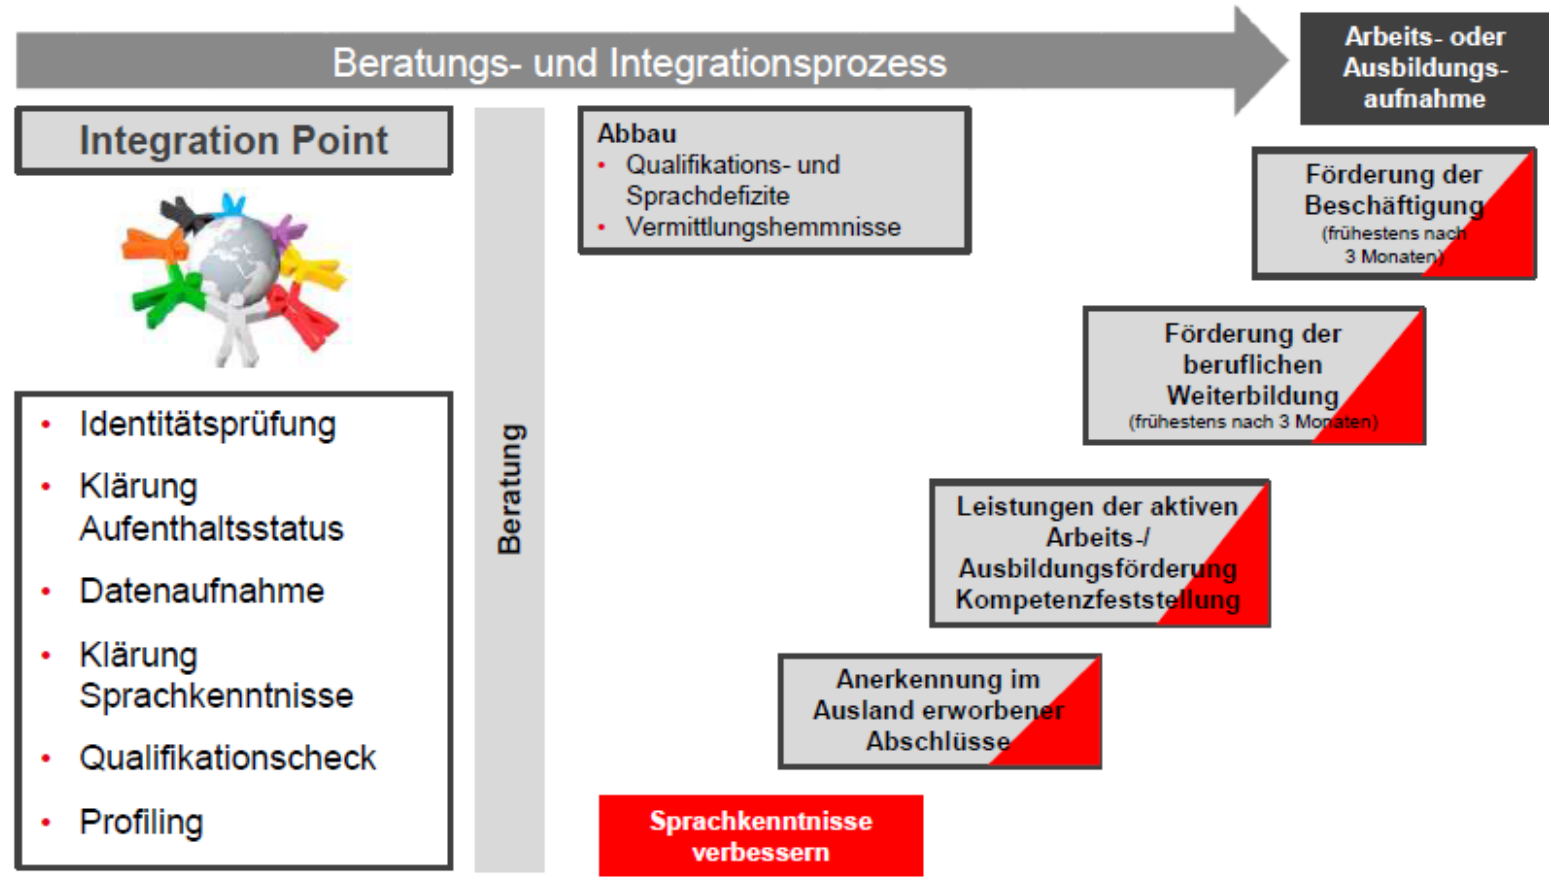 Beratungs- und Integrationsprozess
Arbeits- oder
Ausbildungs-
aufnahme
Integration Point
• Identitätsprüfung
• Klärung
Aufenthaltsstatus
• Datenaufnahme
• Klärung
Sprachkenntnisse
• Qualifikationscheck
• Profiling
Beratung
Abbau
• Qualifikations- und
Sprachdefizite
• Vermittlungshemmnisse
Förderung der
Beschäftigung
(frühestens nach
3 Monaten)
Förderung der
beruflichen
Weiterbildung
(frühestens nach 3 Monaten)
Leistungen der aktiven
Arbeits-/
Ausbildungsförderung
Kompetenzfeststellung
Anerkennung im
Ausland erworbener
Abschlüsse
Sprachkenntnisse
verbessern